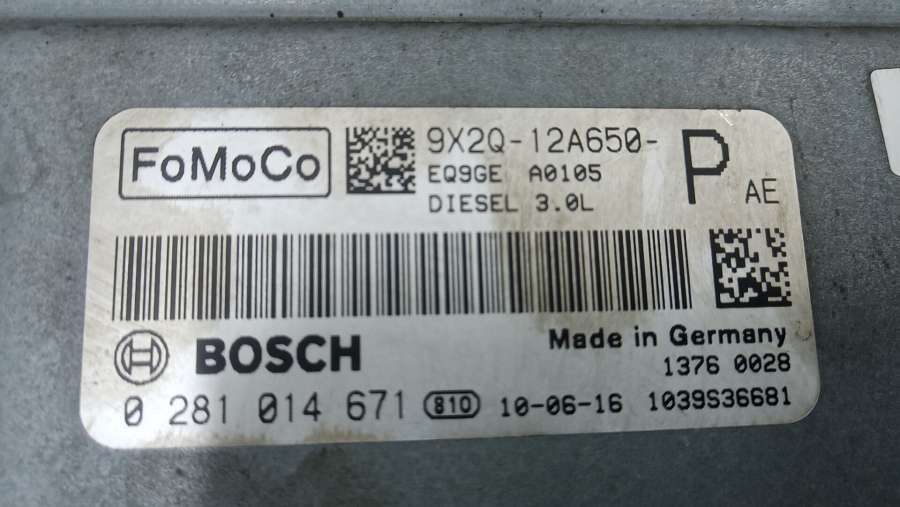 FoMoCo
9X2Q-12A650- P AE
EQ9GE A0105
DIESEL 3.0L
BOSCH
Made in Germany
1376 0028
0 281 014 671 810 10-06-16 1039S36681